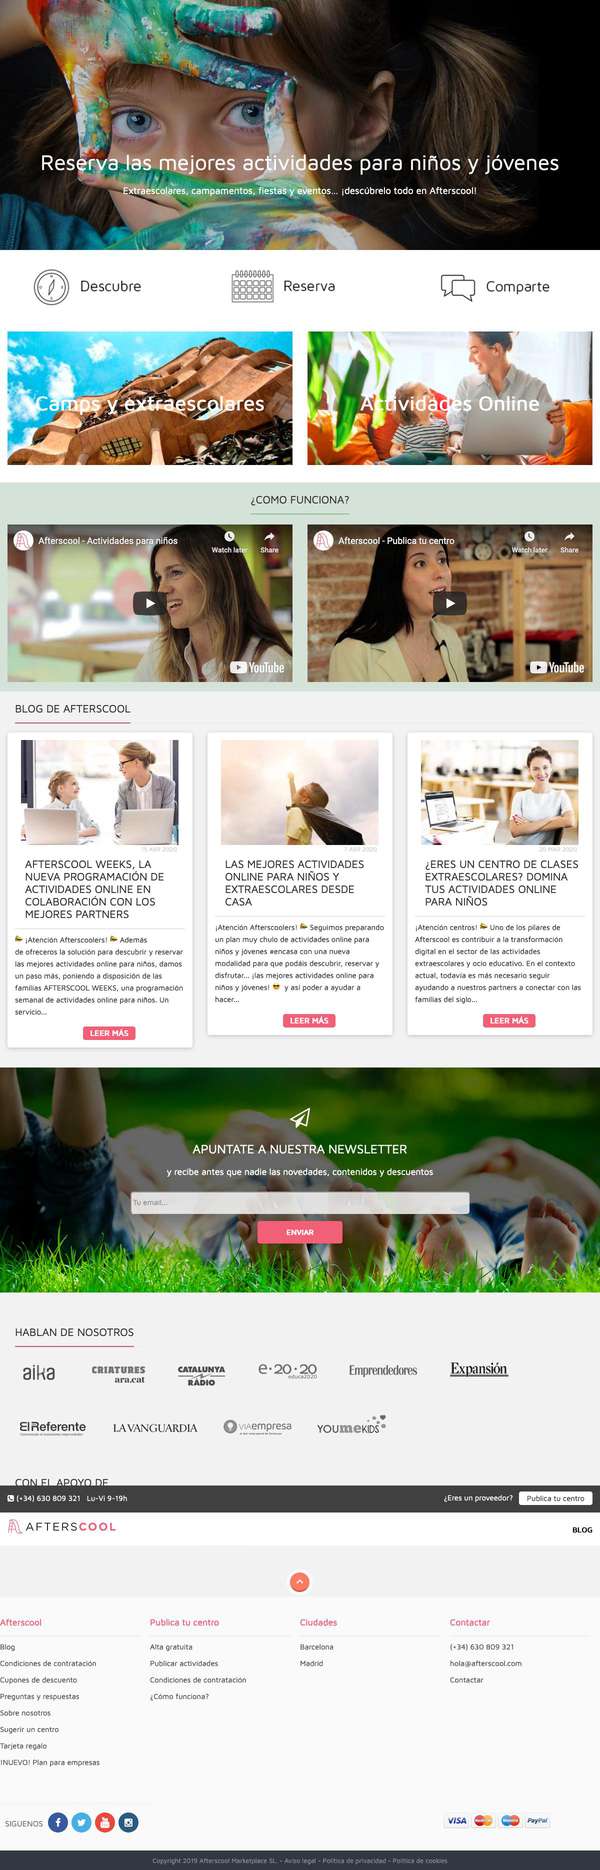 Reserva las mejores actividades para niños y jóvenes
Extraescolares, campamentos, fiestas y eventos... ¡descúbrelo todo en Afterscool!
Descubre
Reserva
Comparte
Camps y extraescolares
Actividades Online
¿COMO FUNCIONA?
Afterscool - Actividades para niños
Watch later
Share
YouTube
Afterscool - Publica tu centro
Watch later
Share
YouTube
BLOG DE AFTERSCOOL
15 ABR 2020
AFTERSCOOL WEEKS, LA
NUEVA PROGRAMACIÓN DE
ACTIVIDADES ONLINE EN
COLABORACIÓN CON LOS
MEJORES PARTNERS
¡Atención Afterscoolers! Además
de ofreceros la solución para descubrir y reservar
las mejores actividades online para niños, damos
un paso más, poniendo a disposición de las
familias AFTERSCOOL WEEKS, una programación
semanal de actividades online para niños. Un
servicio...
LEER MÁS
7 ABR 2020
LAS MEJORES ACTIVIDADES
ONLINE PARA NIÑOS Y
EXTRAESCOLARES DESDE
CASA
¡Atención Afterscoolers! Seguimos preparando
un plan muy chulo de actividades online para
niños y jóvenes #encasa con una nueva
modalidad para que podáis descubrir, reservar y
disfrutar... ¡las mejores actividades online para
niños y jóvenes! y así poder a ayudar a
hacer...
LEER MÁS
20 MAR 2020
¿ERES UN CENTRO DE CLASES
EXTRAESCOLARES? DOMINA
TUS ACTIVIDADES ONLINE
PARA NIÑOS
¡Atención centros! Uno de los pilares de
Afterscool es contribuir a la transformación
digital en el sector de las actividades
extraescolares y ocio educativo. En el contexto
actual, todavía es más necesario seguir
ayudando a nuestros partners a conectar con las
familias del siglo...
LEER MÁS
APUNTATE A NUESTRA NEWSLETTER
y recibe antes que nadie las novedades, contenidos y descuentos
Tu email...
ENVIAR
HABLAN DE NOSOTROS
aika
CRIATURES
ara.cat
CATALUNYA
RÀDIO
e·20·20
educa2020
Emprendedores
Expansión
El Referente
LA VANGUARDIA
VIAempresa
YOUmeKIDS
CON EL APOYO DE
(+34) 630 809 321 Lu-Vi 9-19h
¿Eres un proveedor?
Publica tu centro
AFTERSCOOL
BLOG
Afterscool
Blog
Condiciones de contratación
Cupones de descuento
Preguntas y respuestas
Sobre nosotros
Sugerir un centro
Tarjeta regalo
!NUEVO! Plan para empresas
Publica tu centro
Alta gratuita
Publicar actividades
Condiciones de contratación
¿Cómo funciona?
Ciudades
Barcelona
Madrid
Contactar
(+34) 630 809 321
hola@afterscool.com
Contactar
SIGUENOS
VISA
PayPal
Copyright 2019 Afterscool Marketplace SL. - Aviso legal - Política de privacidad - Política de cookies